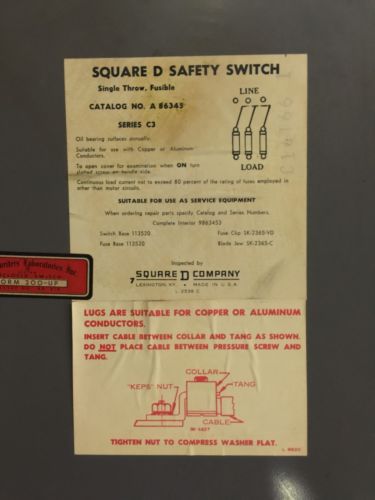 SQUARE D SAFETY SWITCH
Single Throw, Fusible
CATALOG NO. A 86345
SERIES C3
LINE
LOAD
Oil bearing surfaces annually.
Suitable for use with Copper or Aluminum
Conductors.
To open cover for examination when ON turn
slotted screw on handle side.
Continuous load current not to exceed 80 percent of the rating of fuses employed in
other than motor circuits.
SUITABLE FOR USE AS SERVICE EQUIPMENT
When ordering repair parts specify Catalog and Series Numbers.
Complete Interior 9863453
Switch Base 113520
Fuse Clip SK-2365-VD
Fuse Base 113520
Blade Jaw SK-2365-C
Inspected by
7
SQUARE D COMPANY
LEXINGTON KY. • MADE IN U.S.A.
L 2536 C
Laboratories, Inc.
200-UP
LUGS ARE SUITABLE FOR COPPER OR ALUMINUM
CONDUCTORS.
INSERT CABLE BETWEEN COLLAR AND TANG AS SHOWN.
DO NOT PLACE CABLE BETWEEN PRESSURE SCREW AND
TANG.
COLLAR
"KEPS" NUT
TANG
CABLE
TIGHTEN NUT TO COMPRESS WASHER FLAT.